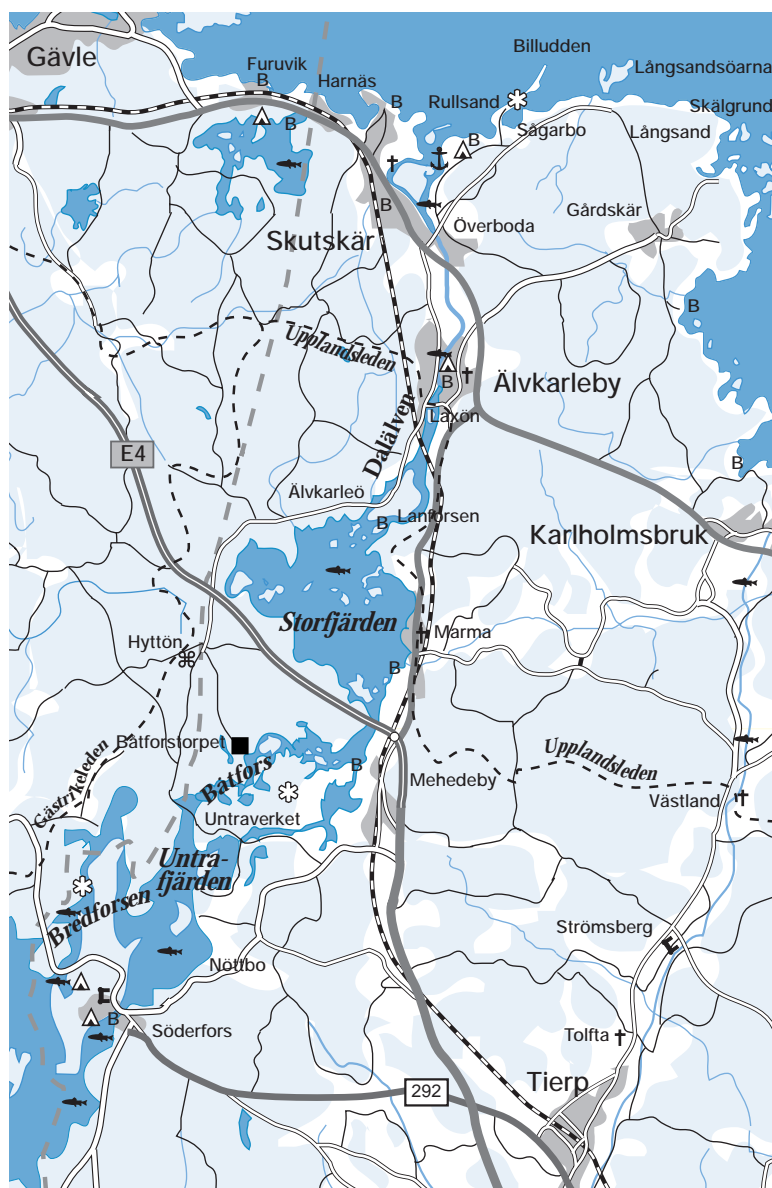 Billudden
Gävle
Furuvik
B
Harnäs
Långsandsöarna
B
Rullsand
Skälgrund
B
B
Sågarbo
Långsand
B
Överboda
Gårdskär
Skutskär
B
Upplandsleden
B
Älvkarleby
Laxön
Dalälven
E4
B
Älvkarleö
B
Lanforsen
Karlholmsbruk
Storfjärden
Marma
Hyttön
B
Båtforstorpet
Upplandsleden
Båtfors
B
Mehedeby
Gästrikeleden
Untraverket
Västland
Untra-
fjärden
Bredforsen
Strömsberg
Nöttbo
B
Söderfors
Tolfta
Tierp
292